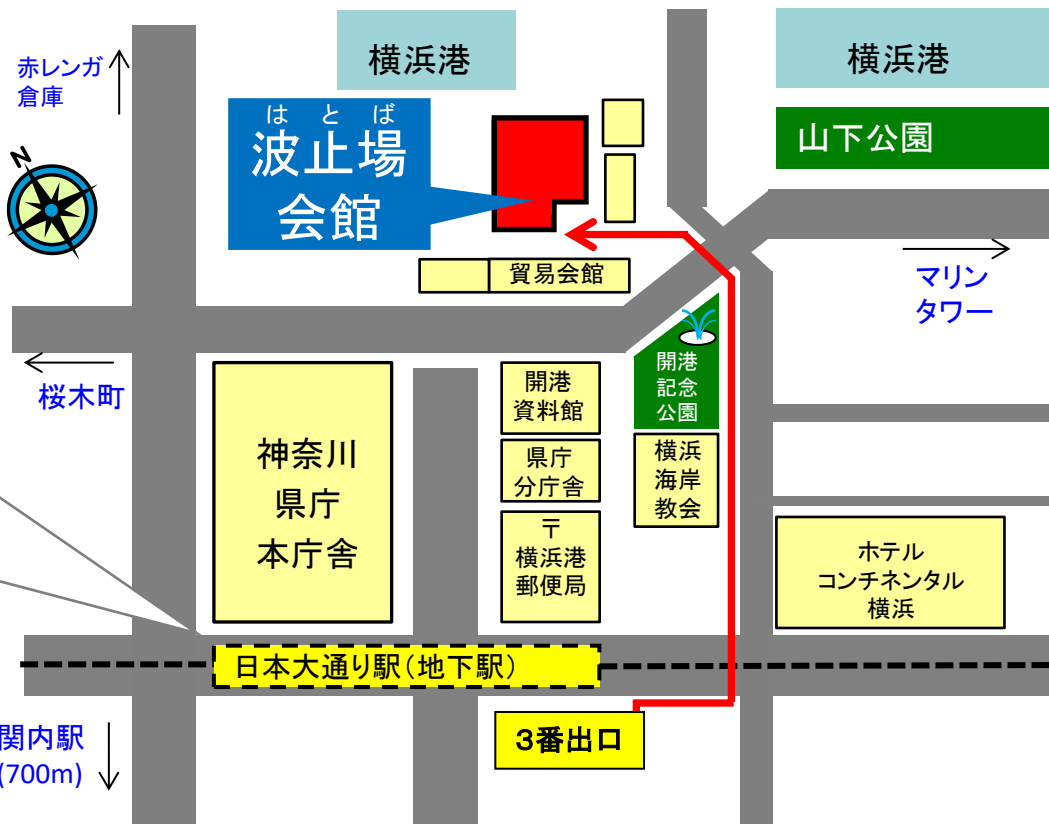 横浜港
横浜港
赤レンガ
倉庫
はとば
波止場
会館
山下公園
N
貿易会館
マリン
タワー
桜木町
開港
資料館
開港
記念
公園
神奈川
県庁
本庁舎
県庁
分庁舎
横浜
海岸
教会
〒
横浜港
郵便局
ホテル
コンチネンタル
横浜
日本大通り駅(地下駅)
3番出口
関内駅
(700m)